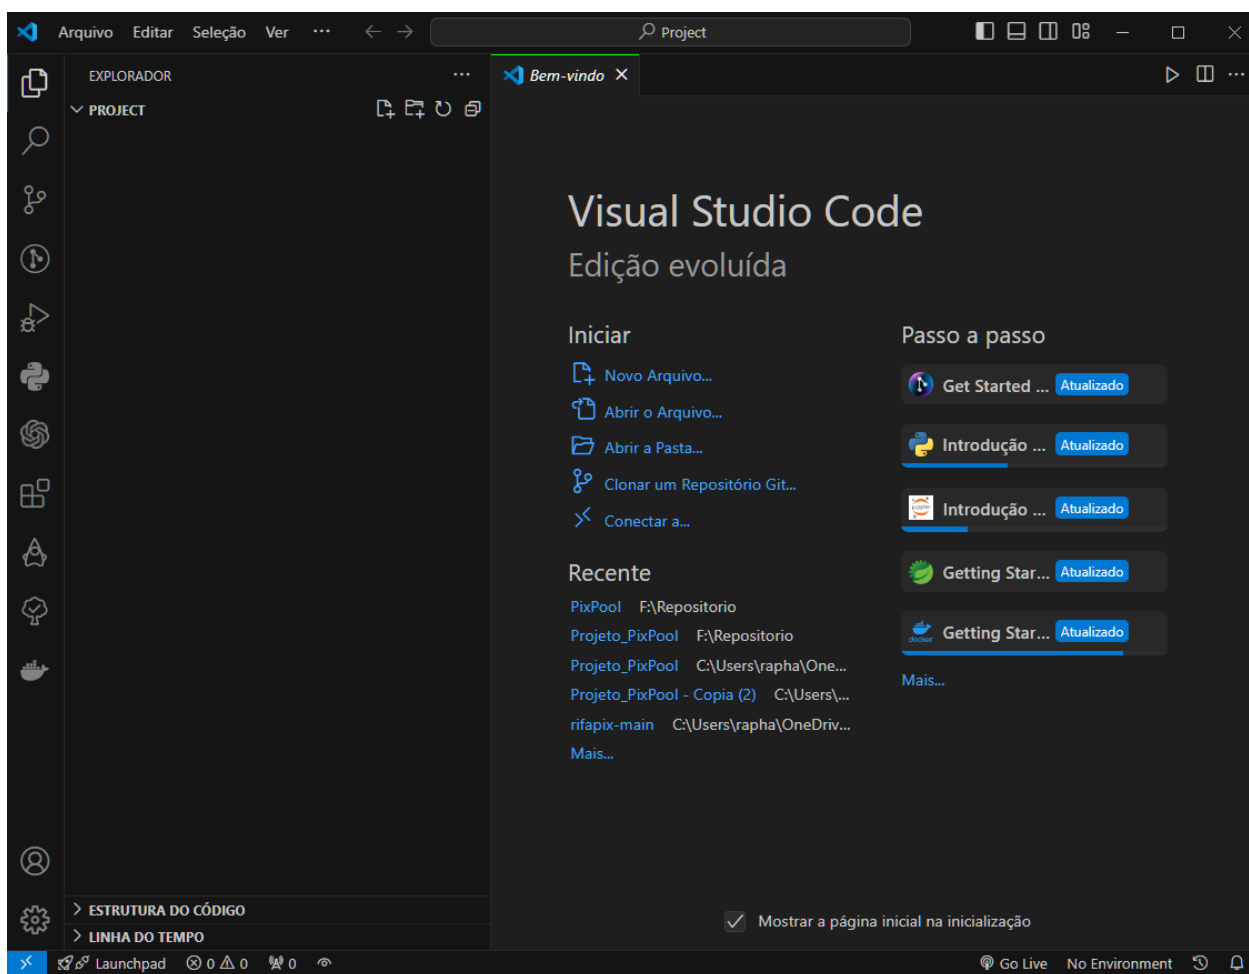 Arquivo Editar Seleção Ver
Project
EXPLORADOR
PROJECT
Bem-vindo
Visual Studio Code
Edição evoluída
Iniciar
Novo Arquivo...
Abrir o Arquivo...
Abrir a Pasta...
Clonar um Repositório Git...
Conectar a...
Recente
PixPool F:\Repositorio
Projeto_PixPool F:\Repositorio
Projeto_PixPool C:\Users\rapha\One...
Projeto_PixPool - Copia (2) C:\Users\...
rifapix-main C:\Users\rapha\OneDriv...
Mais...
Passo a passo
Get Started ... Atualizado
Introdução ... Atualizado
Introdução ... Atualizado
Getting Star... Atualizado
Getting Star... Atualizado
Mais...
Mostrar a página inicial na inicialização
ESTRUTURA DO CÓDIGO
LINHA DO TEMPO
Launchpad 0 0 0 Go Live No Environment